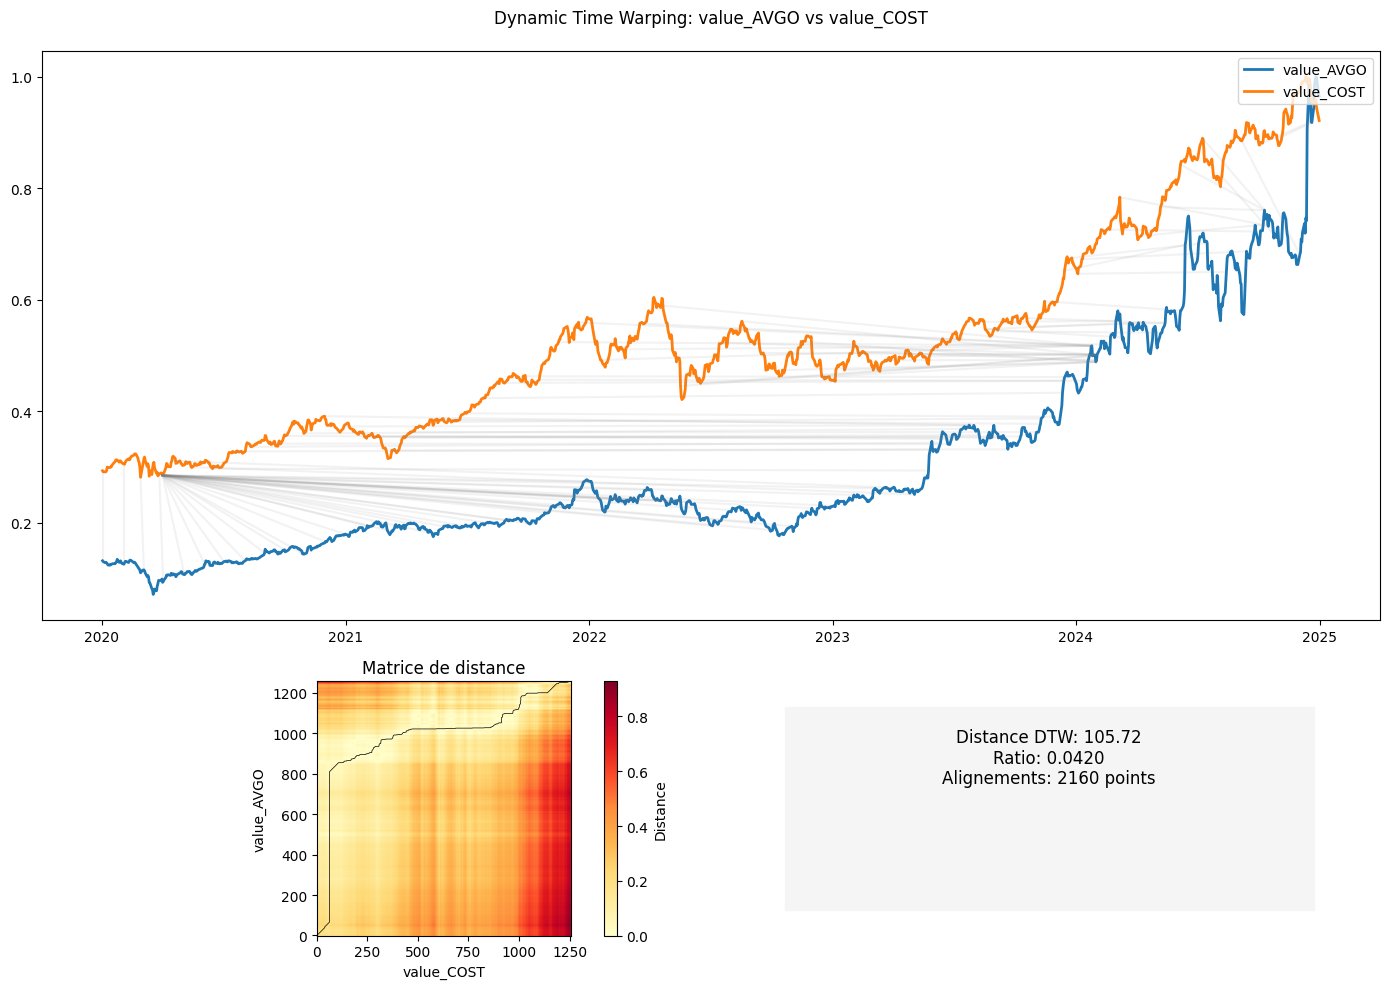 Dynamic Time Warping: value_AVGO vs value_COST
value_AVGO
value_COST
1.0
0.8
0.6
0.4
0.2
2020 2021 2022 2023 2024 2025
Matrice de distance
value_AVGO
1200
1000
800
600
400
200
0
0 250 500 750 1000 1250
value_COST
0.8
0.6
0.4
0.2
0.0
Distance
Distance DTW: 105.72
Ratio: 0.0420
Alignements: 2160 points